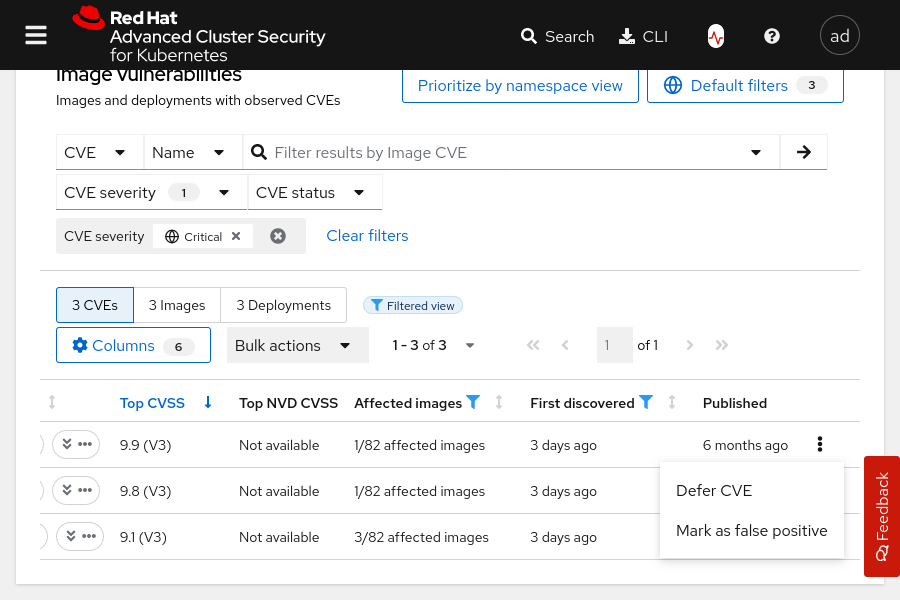 Red Hat
Advanced Cluster Security
for Kubernetes
Search
CLI
ad
Image Vulnerabilities
Images and deployments with observed CVEs
Prioritize by namespace view
Default filters 3
CVE
Name
Filter results by Image CVE
CVE severity 1
CVE status
CVE severity
Critical
Clear filters
3 CVEs
3 Images
3 Deployments
Filtered view
Columns 6
Bulk actions
1 - 3 of 3
1 of 1
Top CVSS Top NVD CVSS Affected images First discovered Published
9.9 (V3) Not available 1/82 affected images 3 days ago 6 months ago
9.8 (V3) Not available 1/82 affected images 3 days ago
9.1 (V3) Not available 3/82 affected images 3 days ago
Defer CVE
Mark as false positive
Feedback